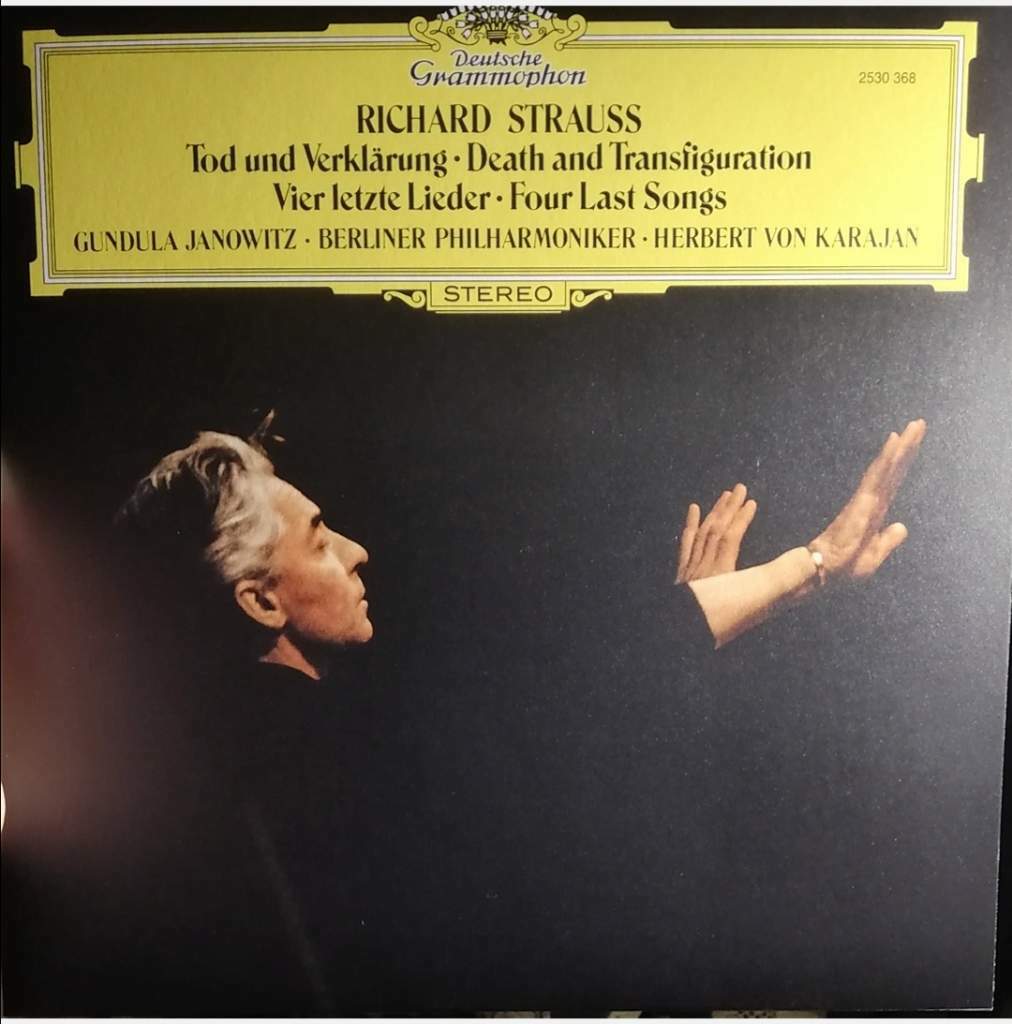 Deutsche
Grammophon
2530 368
RICHARD STRAUSS
Tod und Verklärung · Death and Transfiguration
Vier letzte Lieder · Four Last Songs
GUNDULA JANOWITZ · BERLINER PHILHARMONIKER · HERBERT VON KARAJAN
STEREO